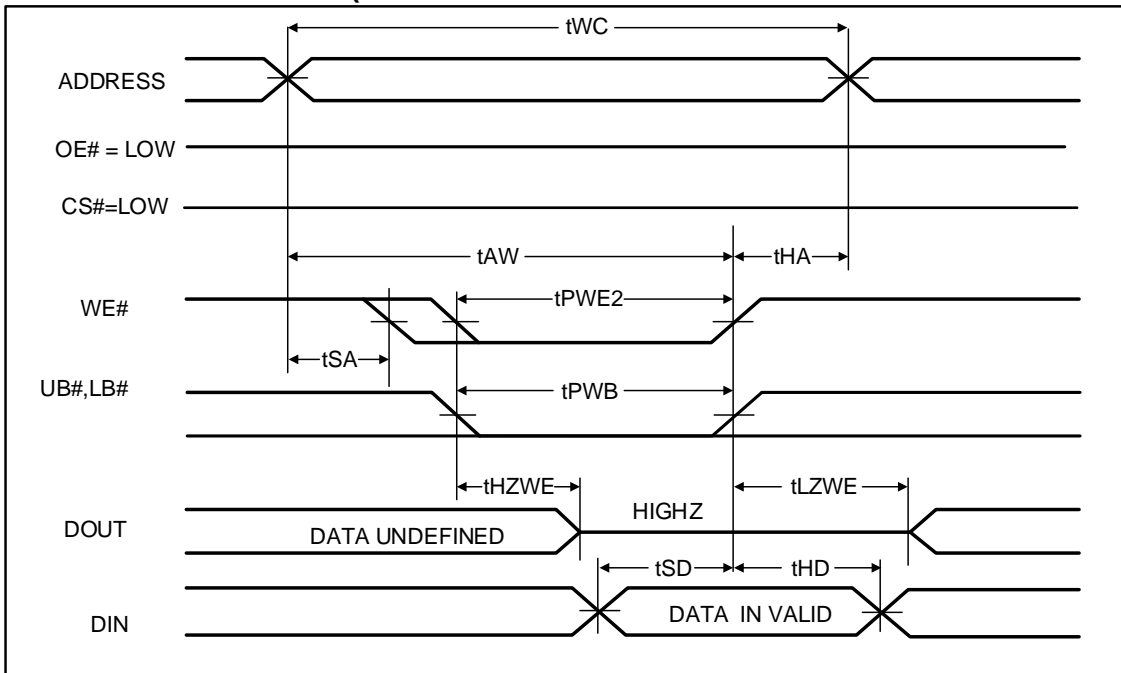 tWC
ADDRESS
OE# = LOW
CS#=LOW
tAW
tHA
WE#
tPWE2
tSA
UB#,LB#
tPWB
tHZWE
tLZWE
HIGHZ
DOUT
DATA UNDEFINED
tSD
tHD
DIN
DATA IN VALID